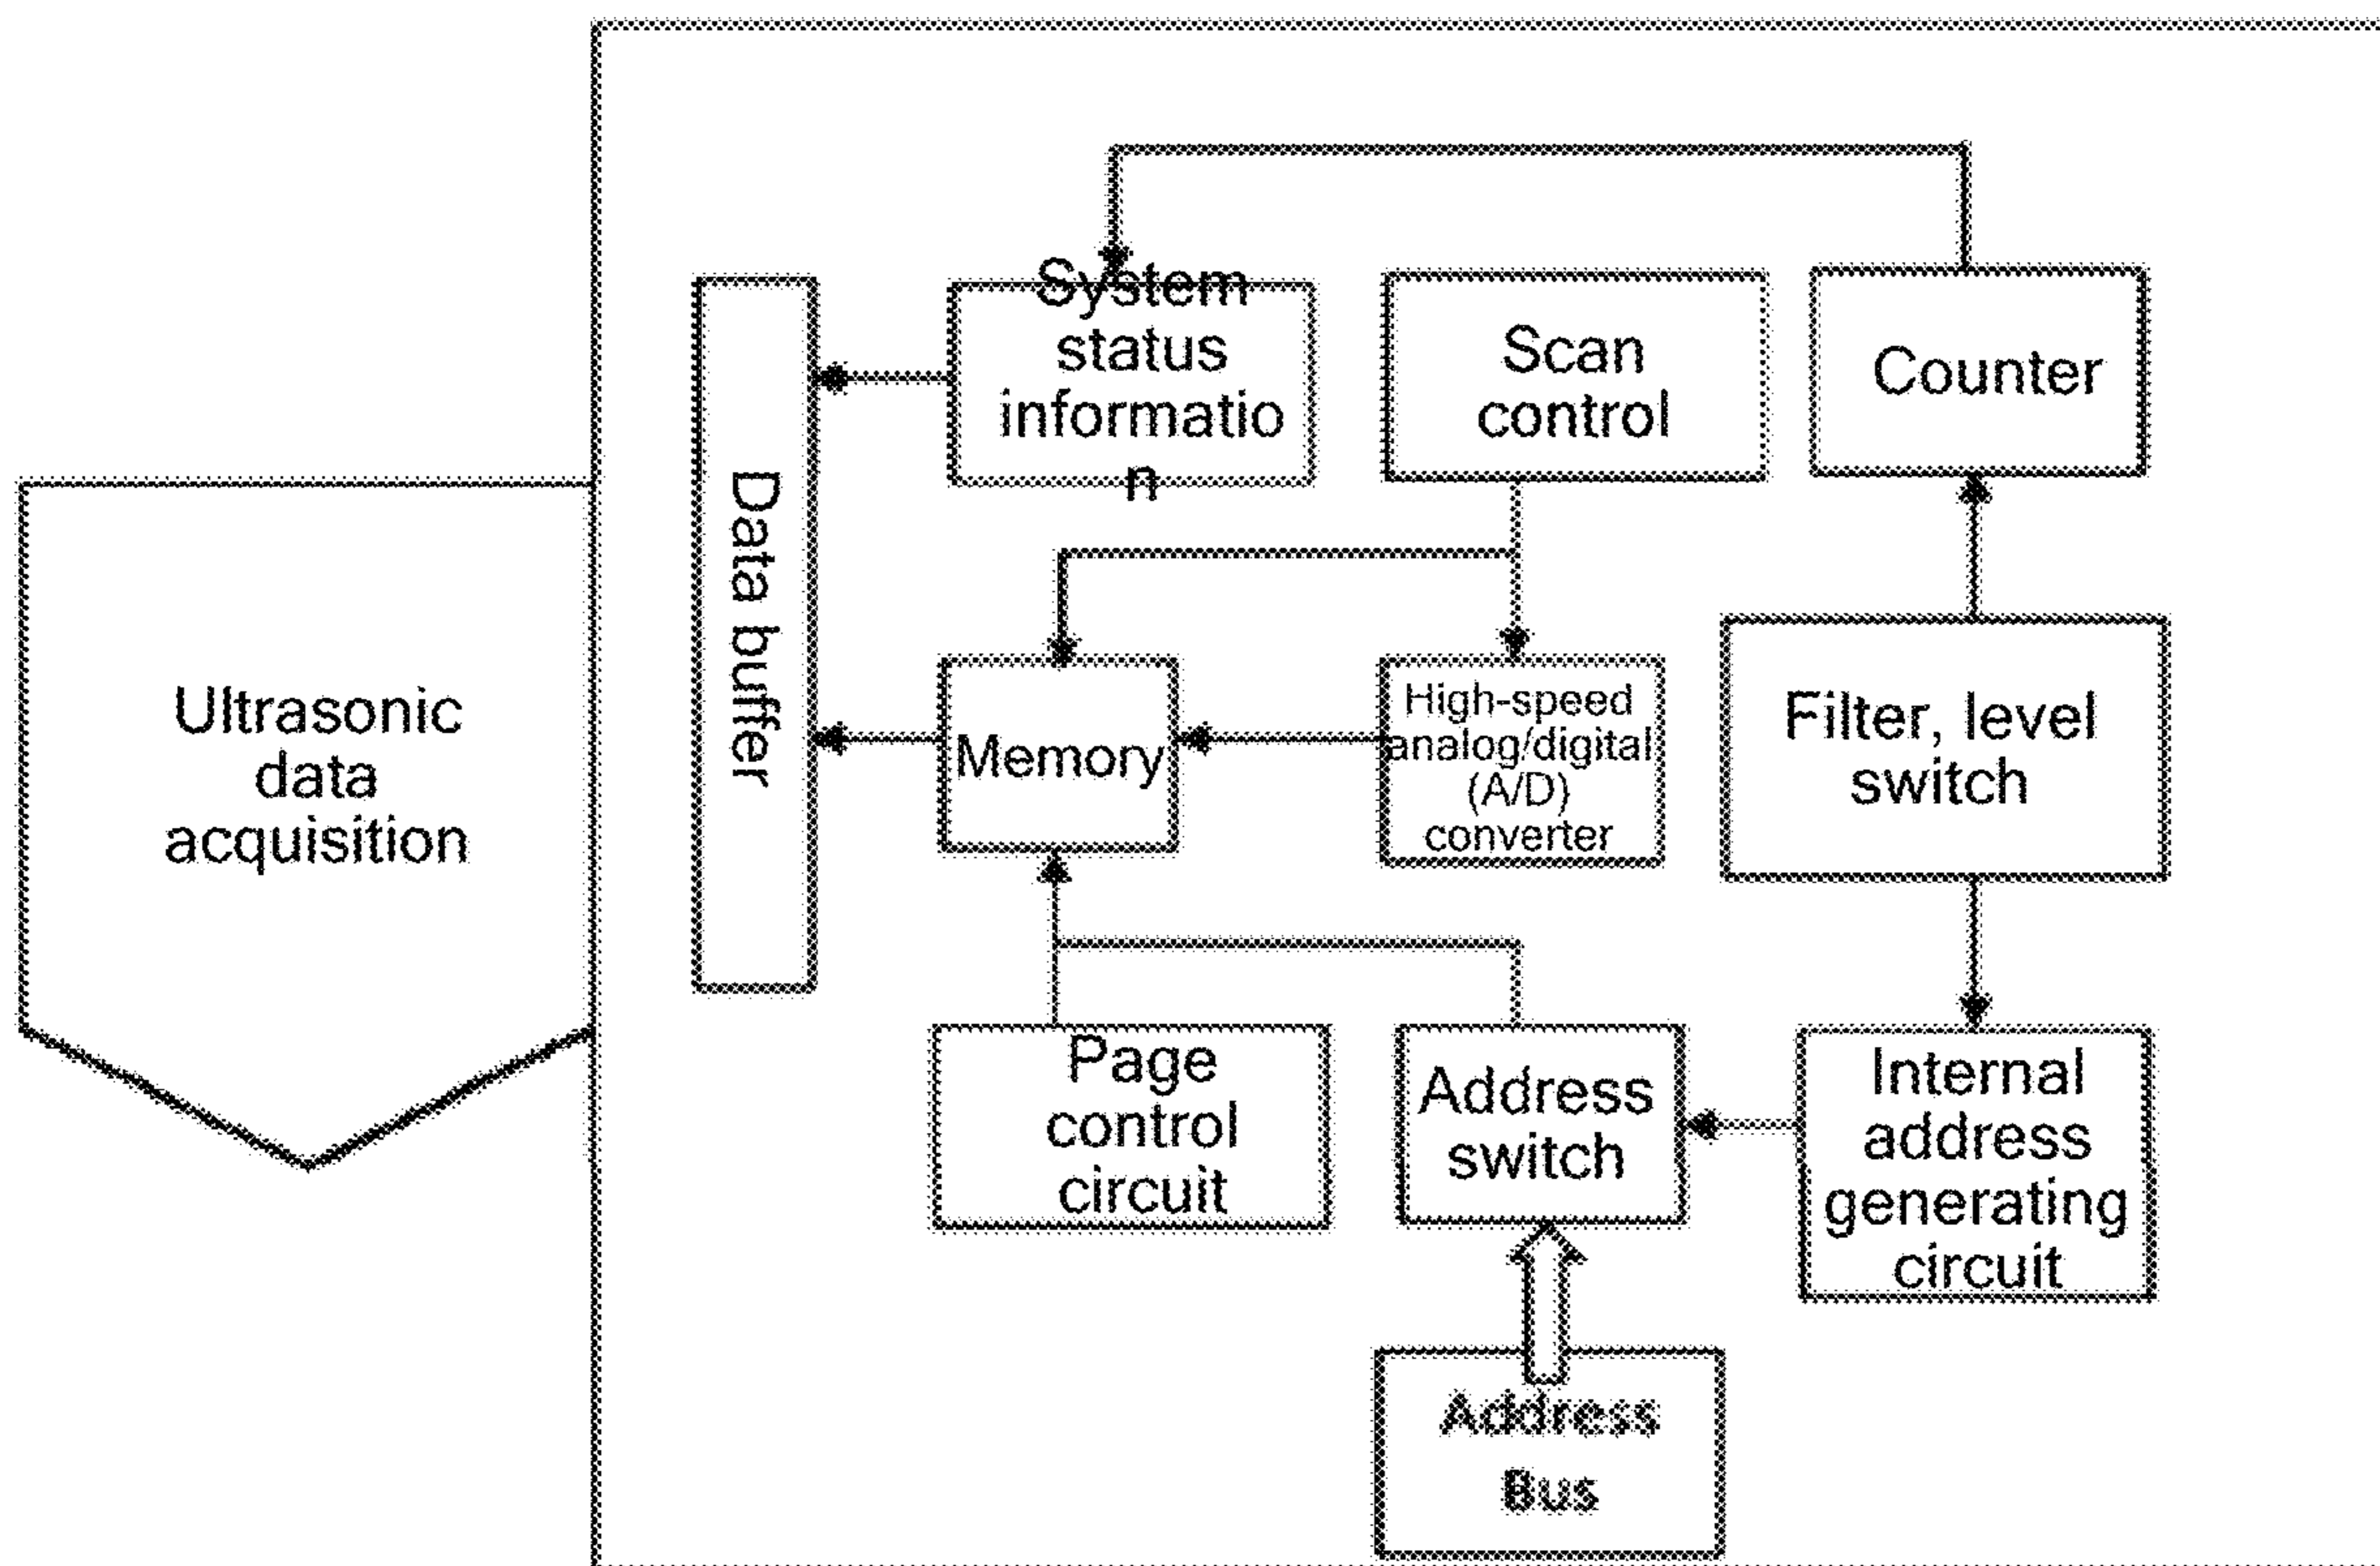 System
status
informatio
n
Scan
control
Counter
Data buffer
Ultrasonic
data
acquisition
Memory
High-speed
analog/digital
(A/D)
converter
Filter, level
switch
Page
control
circuit
Address
switch
Internal
address
generating
circuit
Address
Bus